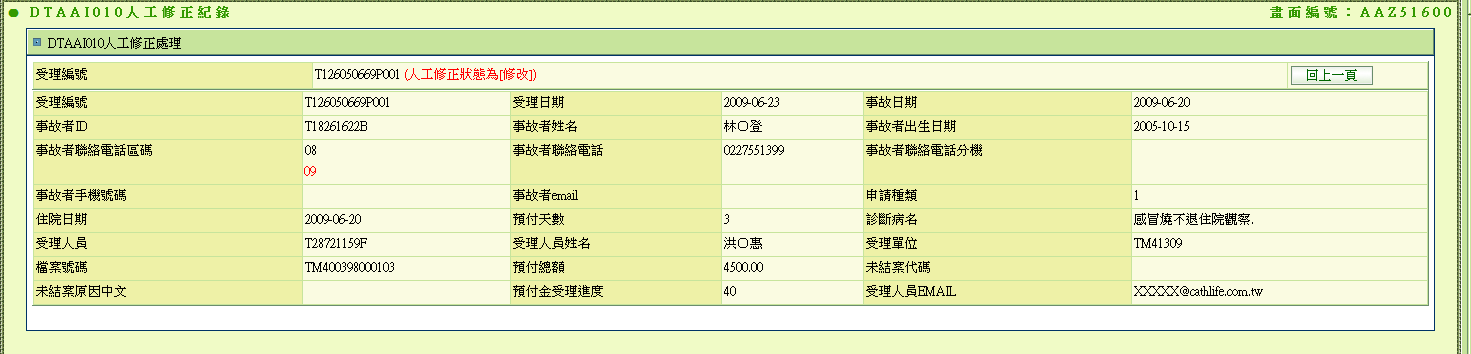 DTAAI010人工修正紀錄 畫面編號：AAZ51600
DTAAI010人工修正處理
受理編號 T126050669P001 (人工修正狀態為[修改]) 回上一頁
受理編號 T126050669P001 受理日期 2009-06-23 事故日期 2009-06-20
事故者ID T18261622B 事故者姓名 林○登 事故者出生日期 2005-10-15
事故者聯絡電話區碼 08 事故者聯絡電話 0227551399 事故者聯絡電話分機
09
事故者手機號碼 事故者email 申請種類 1
住院日期 2009-06-20 預付天數 3 診斷病名 感冒燒不退住院觀察.
受理人員 T28721159F 受理人員姓名 洪○惠 受理單位 TM41309
檔案號碼 TM400398000103 預付總額 4500.00 未結案代碼
未結案原因中文 預付金受理進度 40 受理人員EMAIL XXXXX@cathlife.com.tw